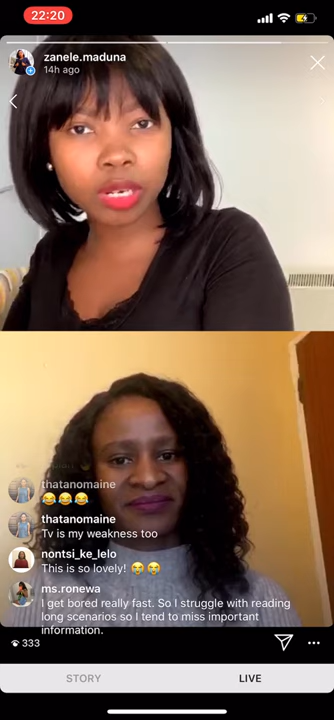 22:20
zanele.maduna
14h ago
thatanomaine
😂😂😂
thatanomaine
Tv is my weakness too
nontsi_ke_lelo
This is so lovely! 😭😭
ms.ronewa
I get bored really fast. So I struggle with reading
long scenarios so I tend to miss important
information.
333
STORY
LIVE